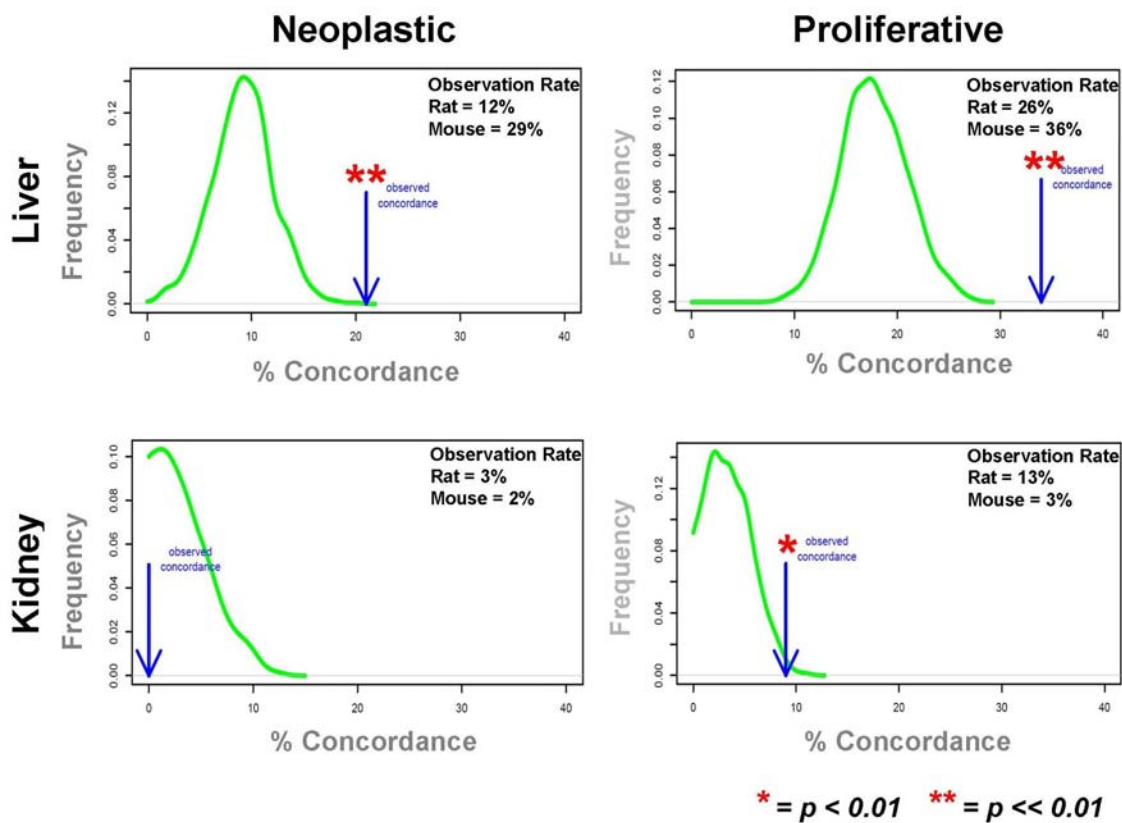 Neoplastic
Proliferative
Liver
Frequency
0.00
0.04
0.08
0.12
Observation Rate
Rat = 12%
Mouse = 29%
**
observed
concordance
0
10
20
30
40
% Concordance
Frequency
0.00
0.02
0.04
0.06
0.08
0.10
0.12
Observation Rate
Rat = 26%
Mouse = 36%
**
observed
concordance
0
10
20
30
40
% Concordance
Kidney
Frequency
0.00
0.02
0.04
0.06
0.08
0.10
Observation Rate
Rat = 3%
Mouse = 2%
observed
concordance
0
10
20
30
40
% Concordance
Frequency
0.00
0.04
0.08
0.12
Observation Rate
Rat = 13%
Mouse = 3%
*
observed
concordance
0
10
20
30
40
% Concordance
* = p < 0.01 ** = p << 0.01